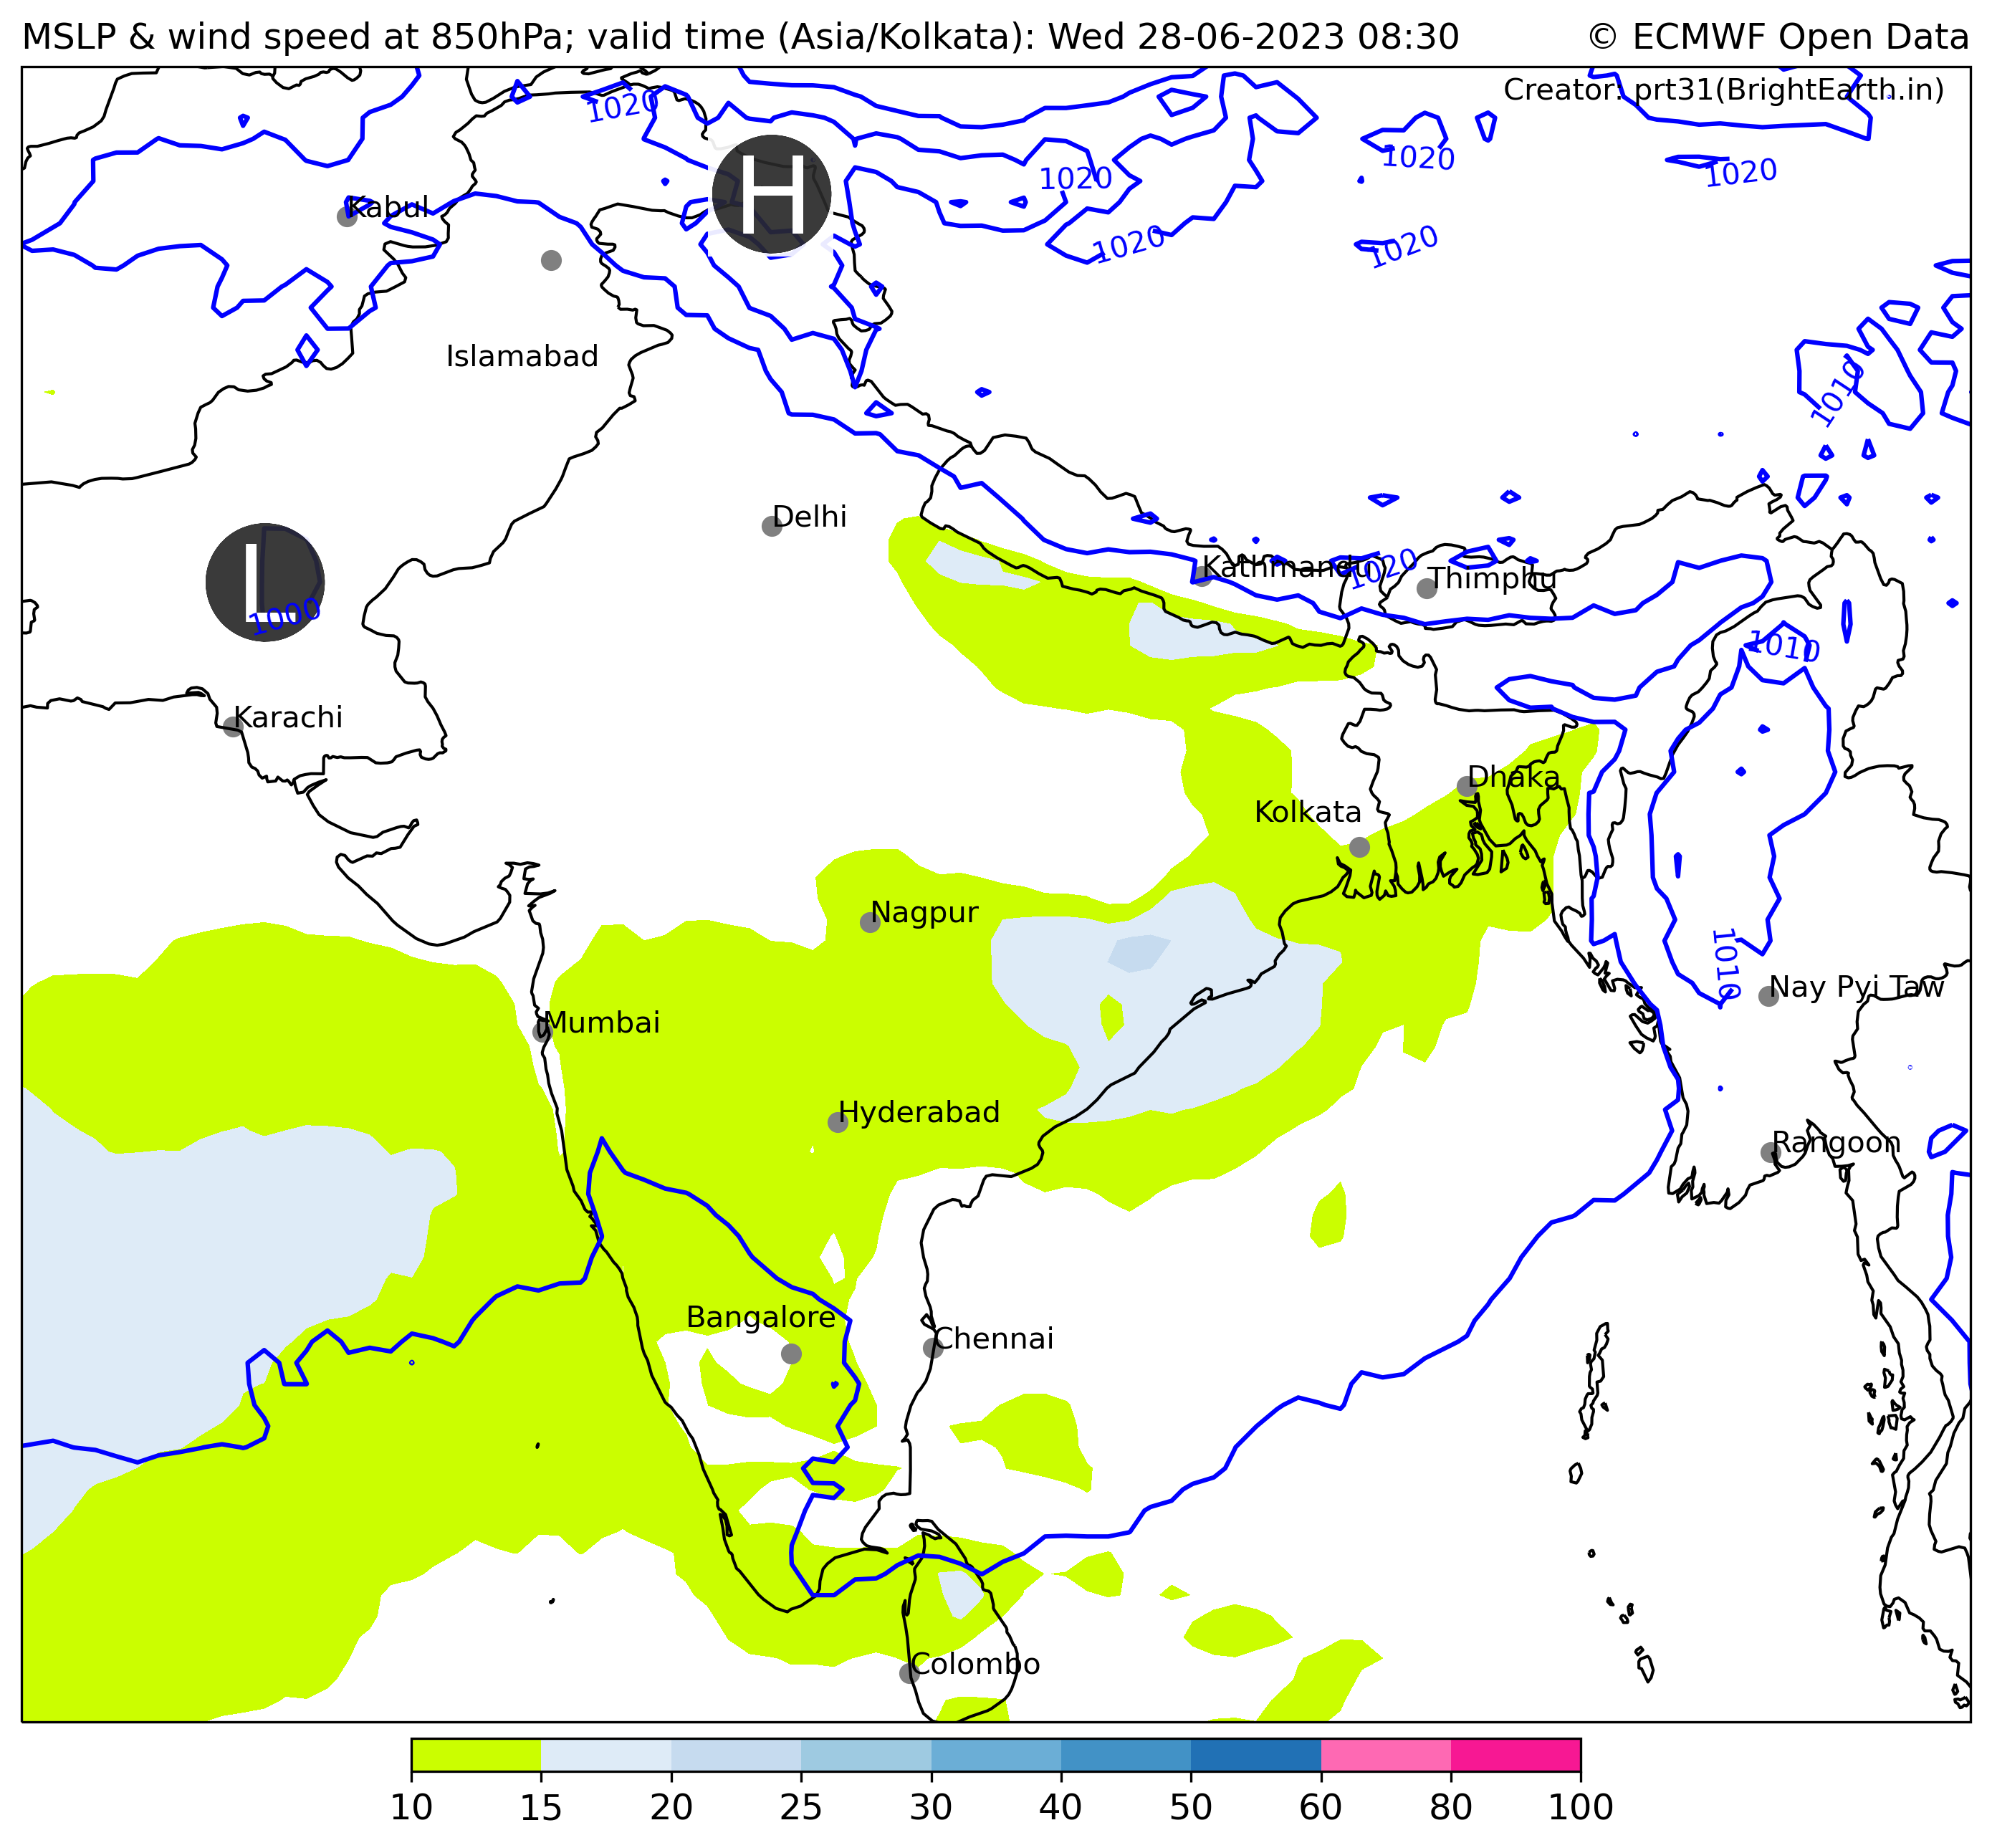 MSLP & wind speed at 850hPa; valid time (Asia/Kolkata): Wed 28-06-2023 08:30 © ECMWF Open Data
Creator: prt31(BrightEarth.in)
1020
1020
1020
1020
1020
1020
H
Kabul
Islamabad
1010
Delhi
L
1000
Kathmandu
1020
Thimphu
1010
Karachi
Dhaka
Kolkata
Nagpur
1010
Nay Pyi Taw
Mumbai
Hyderabad
Rangoon
Bangalore
Chennai
Colombo
10 15 20 25 30 40 50 60 80 100